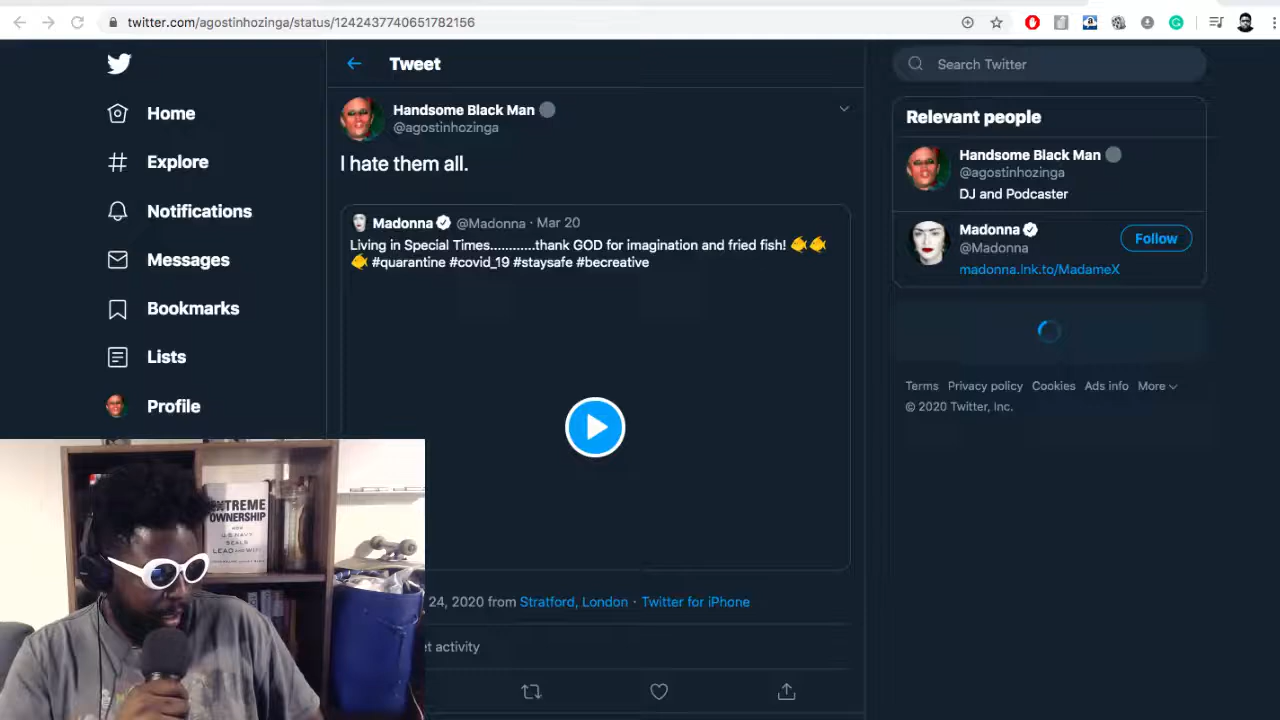 twitter.com/agostinhozinga/status/1242437740651782156
Home
Explore
Notifications
Messages
Bookmarks
Lists
Profile
Tweet
Handsome Black Man
@agostinhozinga
I hate them all.
Madonna @Madonna · Mar 20
Living in Special Times............thank GOD for imagination and fried fish! 🐠🐠
🐠 #quarantine #covid_19 #staysafe #becreative
24, 2020 from Stratford, London · Twitter for iPhone
et activity
Search Twitter
Relevant people
Handsome Black Man
@agostinhozinga
DJ and Podcaster
Madonna
@Madonna
Follow
madonna.lnk.to/MadameX
Terms Privacy policy Cookies Ads info More
© 2020 Twitter, Inc.
EXTREME
OWNERSHIP
HOW
U.S. NAVY
SEALS
LEAD AND WIN